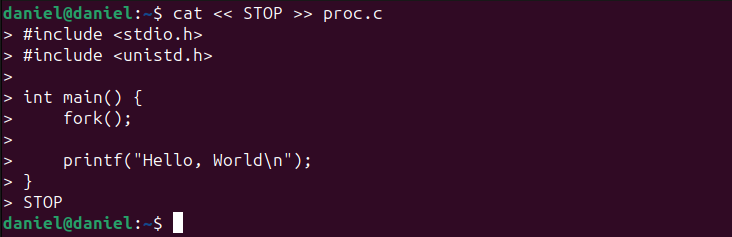 daniel@daniel:~$ cat << STOP >> proc.c
> #include <stdio.h>
> #include <unistd.h>
>
> int main() {
>     fork();
>
>     printf("Hello, World\n");
> }
> STOP
daniel@daniel:~$